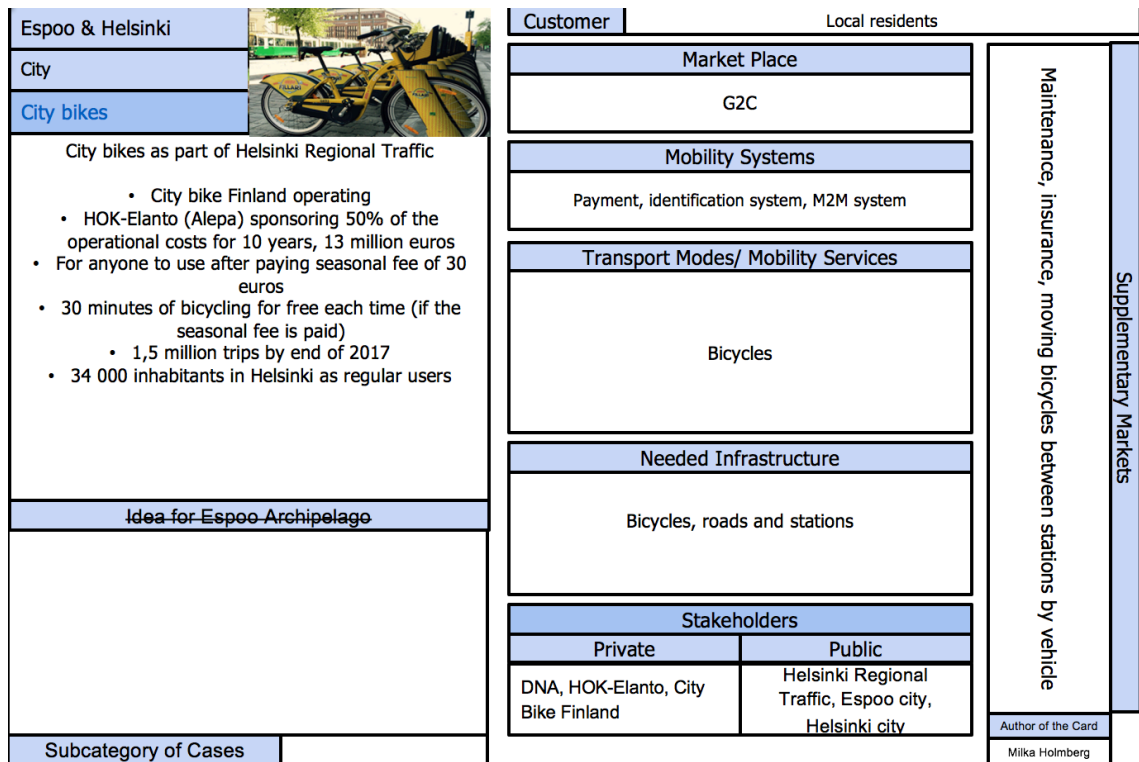 Espoo & Helsinki
City
City bikes
City bikes as part of Helsinki Regional Traffic
• City bike Finland operating
• HOK-Elanto (Alepa) sponsoring 50% of the
operational costs for 10 years, 13 million euros
• For anyone to use after paying seasonal fee of 30
euros
• 30 minutes of bicycling for free each time (if the
seasonal fee is paid)
• 1,5 million trips by end of 2017
• 34 000 inhabitants in Helsinki as regular users
Idea for Espoo Archipelago
Subcategory of Cases
Customer
Local residents
Market Place
G2C
Mobility Systems
Payment, identification system, M2M system
Transport Modes/ Mobility Services
Bicycles
Needed Infrastructure
Bicycles, roads and stations
Stakeholders
Private
Public
DNA, HOK-Elanto, City
Bike Finland
Helsinki Regional
Traffic, Espoo city,
Helsinki city
Maintenance, insurance, moving bicycles between stations by vehicle
Supplementary Markets
Author of the Card
Milka Holmberg